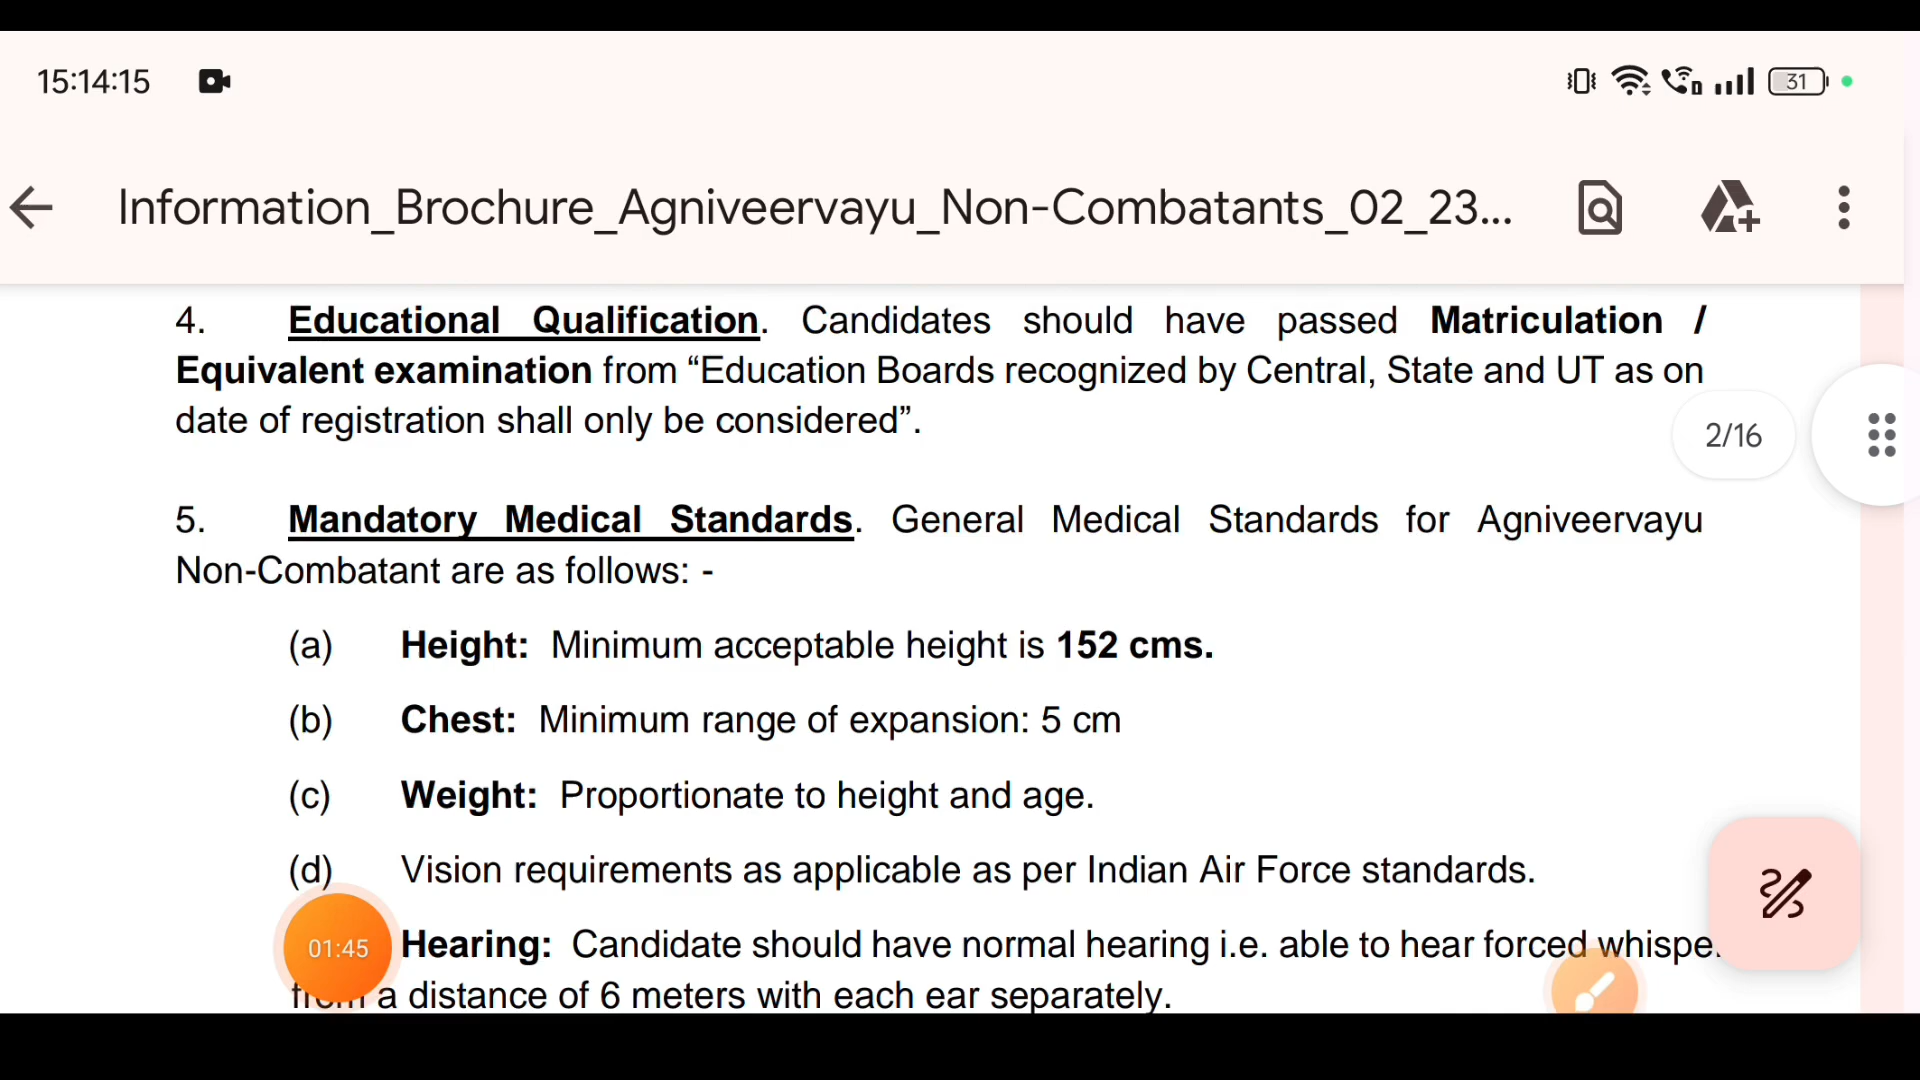 15:14:15
31
Information_Brochure_Agniveervayu_Non-Combatants_02_23...
4. Educational Qualification. Candidates should have passed Matriculation /
Equivalent examination from “Education Boards recognized by Central, State and UT as on
date of registration shall only be considered”.
2/16
5. Mandatory Medical Standards. General Medical Standards for Agniveervayu
Non-Combatant are as follows: -
(a) Height: Minimum acceptable height is 152 cms.
(b) Chest: Minimum range of expansion: 5 cm
(c) Weight: Proportionate to height and age.
(d) Vision requirements as applicable as per Indian Air Force standards.
01:45
Hearing: Candidate should have normal hearing i.e. able to hear forced
a distance of 6 meters with each ear separately.